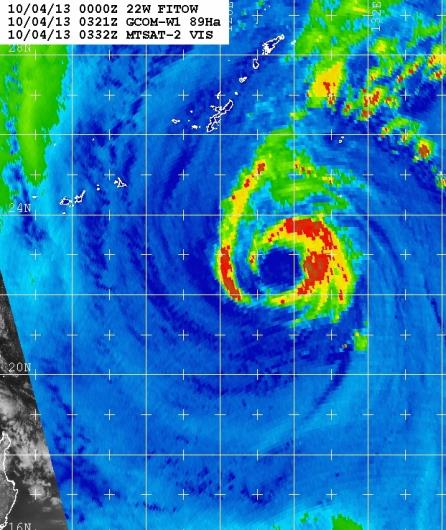 10/04/13 0000Z 22W FITOW
10/04/13 0321Z GCOM-W1 89Ha
10/04/13 0332Z MTSAT-2 VIS
28N
24N
20N
16N